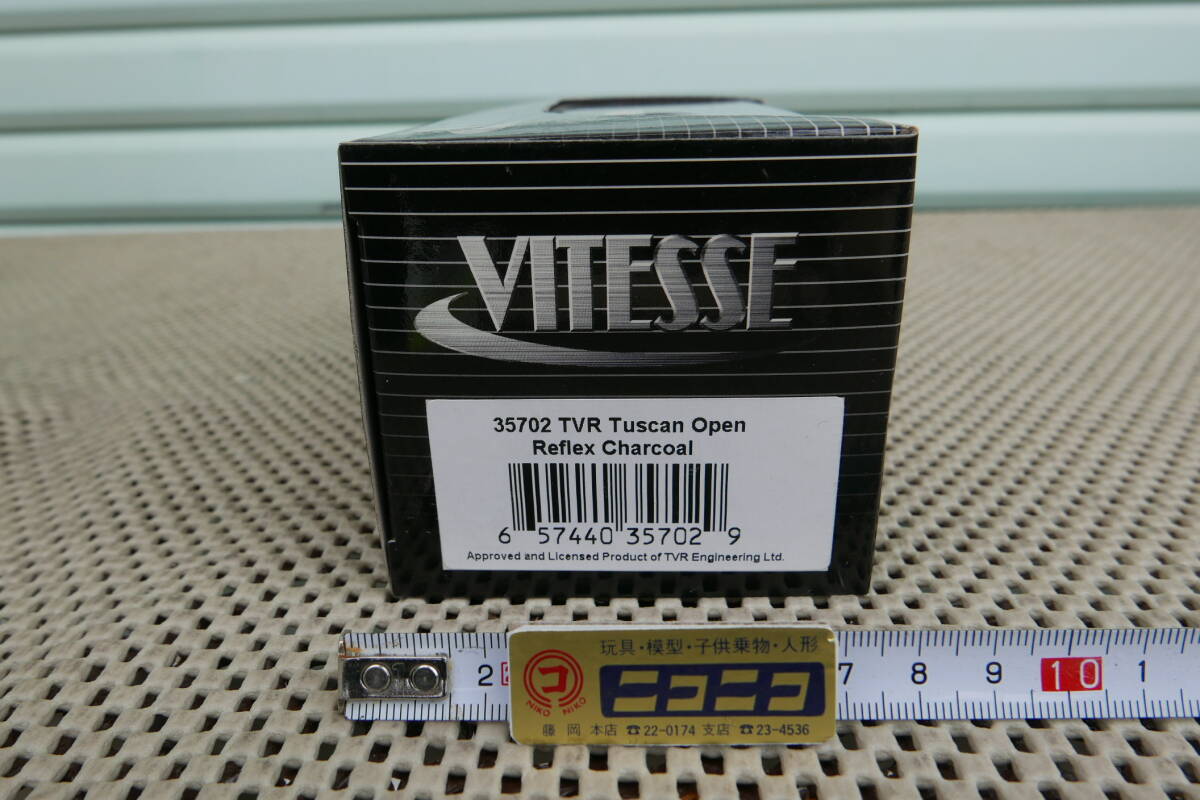 VITESSE
35702 TVR Tuscan Open
Reflex Charcoal
6 57440 35702 9
Approved and Licensed Product of TVR Engineering Ltd.
玩具・模型・子供乗物・人形
コ
NIKO NIKO
ニコニコ
藤岡 本店 ☎22-0174 支店 ☎23-4536
2 7 8 9 10 1